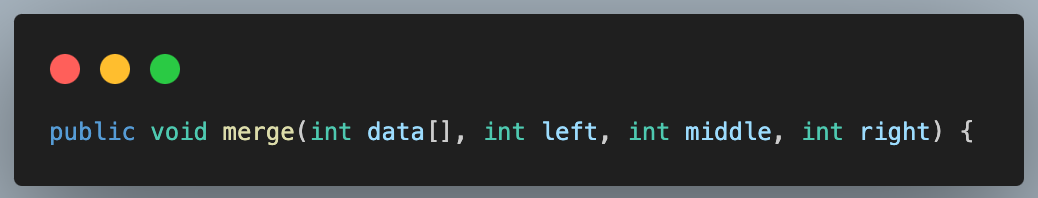 public void merge(int data[], int left, int middle, int right) {